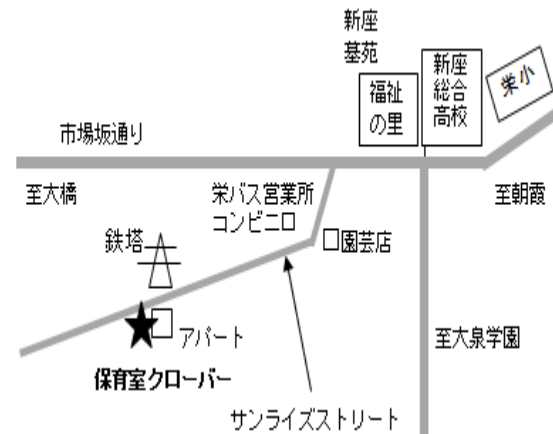 新座
墓苑
福祉
の里
新座
総合
高校
栄小
市場坂通り
至大橋
栄バス営業所
コンビニ
至朝霞
鉄塔
園芸店
アパート
至大泉学園
保育室クローバー
サンライズストリート